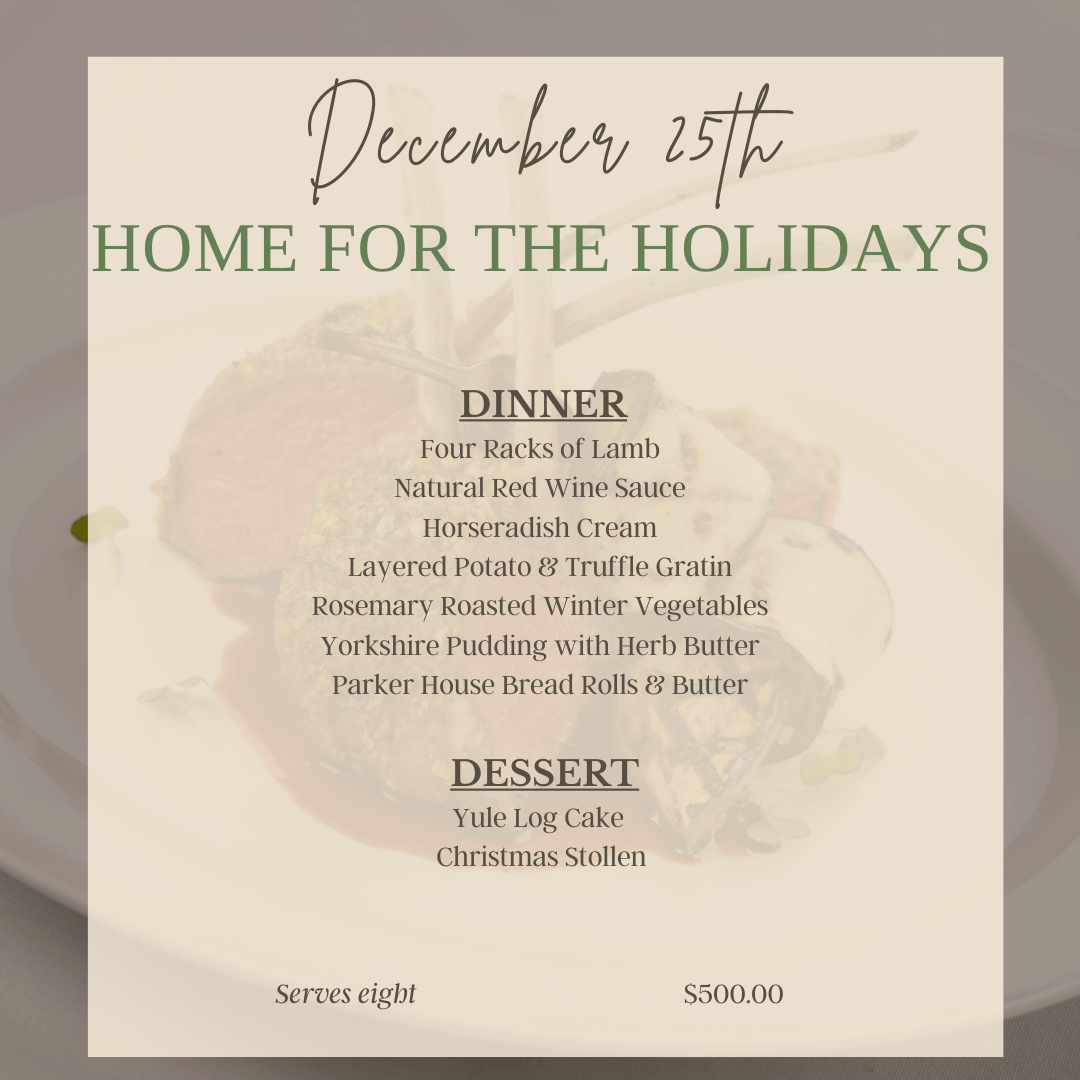 December 25th
HOME FOR THE HOLIDAYS
DINNER
Four Racks of Lamb
Natural Red Wine Sauce
Horseradish Cream
Layered Potato & Truffle Gratin
Rosemary Roasted Winter Vegetables
Yorkshire Pudding with Herb Butter
Parker House Bread Rolls & Butter
DESSERT
Yule Log Cake
Christmas Stollen
Serves eight $500.00